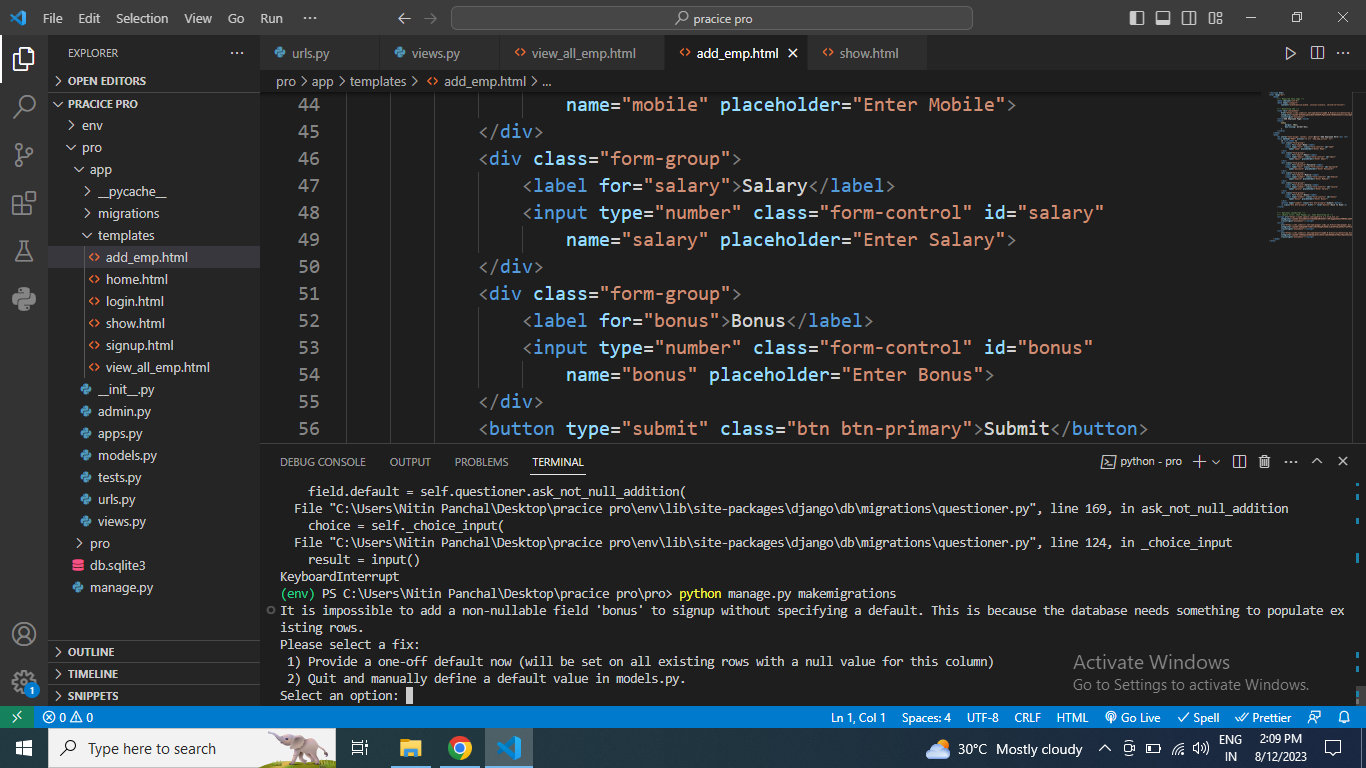 File Edit Selection View Go Run ···
pracice pro
EXPLORER ···
OPEN EDITORS
PRACICE PRO
env
pro
app
__pycache__
migrations
templates
add_emp.html
home.html
login.html
show.html
signup.html
view_all_emp.html
__init__.py
admin.py
apps.py
models.py
tests.py
urls.py
views.py
pro
db.sqlite3
manage.py
OUTLINE
TIMELINE
SNIPPETS
1
urls.py views.py view_all_emp.html add_emp.html show.html ···
pro > app > templates > add_emp.html > ...
44 name="mobile" placeholder="Enter Mobile">
45 </div>
46 <div class="form-group">
47 <label for="salary">Salary</label>
48 <input type="number" class="form-control" id="salary"
49 name="salary" placeholder="Enter Salary">
50 </div>
51 <div class="form-group">
52 <label for="bonus">Bonus</label>
53 <input type="number" class="form-control" id="bonus"
54 name="bonus" placeholder="Enter Bonus">
55 </div>
56 <button type="submit" class="btn btn-primary">Submit</button>
DEBUG CONSOLE OUTPUT PROBLEMS TERMINAL python - pro ···
field.default = self.questioner.ask_not_null_addition(
File "C:\Users\Nitin Panchal\Desktop\pracice pro\env\lib\site-packages\django\db\migrations\questioner.py", line 169, in ask_not_null_addition
choice = self._choice_input(
File "C:\Users\Nitin Panchal\Desktop\pracice pro\env\lib\site-packages\django\db\migrations\questioner.py", line 124, in _choice_input
result = input()
KeyboardInterrupt
(env) PS C:\Users\Nitin Panchal\Desktop\pracice pro\pro> python manage.py makemigrations
It is impossible to add a non-nullable field 'bonus' to signup without specifying a default. This is because the database needs something to populate ex
isting rows.
Please select a fix:
1) Provide a one-off default now (will be set on all existing rows with a null value for this column)
2) Quit and manually define a default value in models.py.
Select an option:
Activate Windows
Go to Settings to activate Windows.
0 0 Ln 1, Col 1 Spaces: 4 UTF-8 CRLF HTML Go Live Spell Prettier
Type here to search
30°C Mostly cloudy
ENG
IN
2:09 PM
8/12/2023